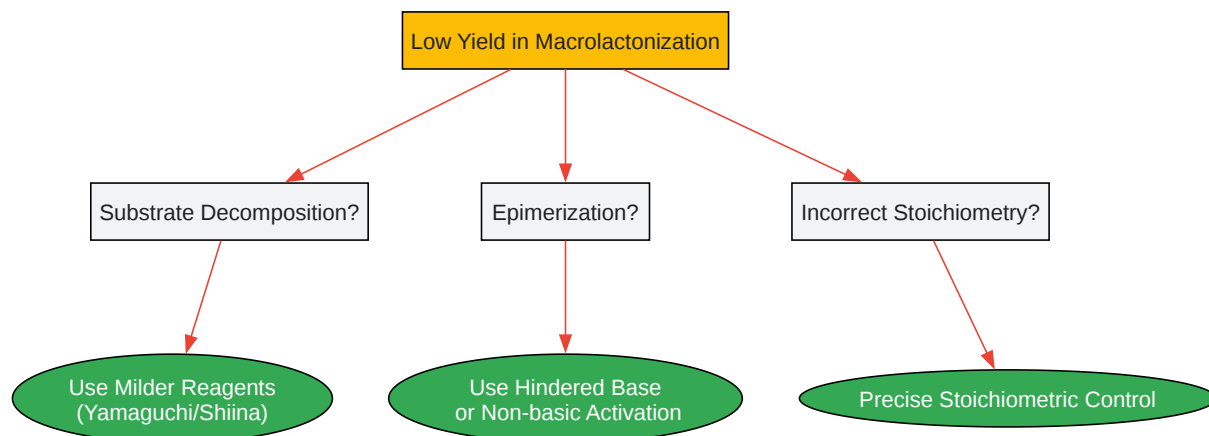 Low Yield in Macrolactonization
Substrate Decomposition?
Epimerization?
Incorrect Stoichiometry?
Use Milder Reagents
(Yamaguchi/Shiina)
Use Hindered Base
or Non-basic Activation
Precise Stoichiometric Control